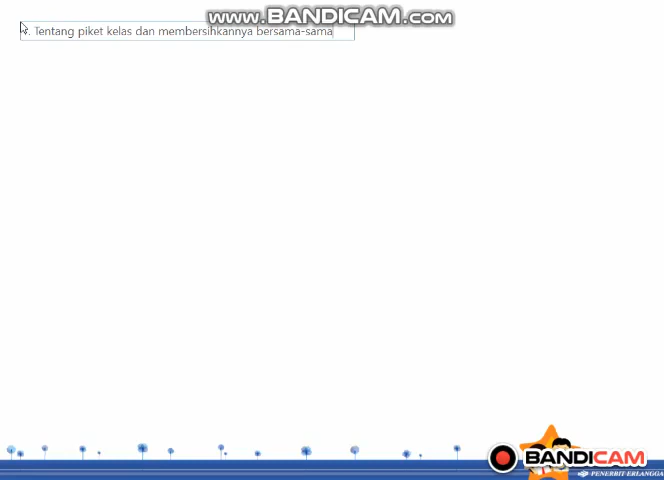 www.BANDICAM.com
. Tentang piket kelas dan membersihkannya bersama-sama
BANDICAM
PENERBIT ERLANGGA